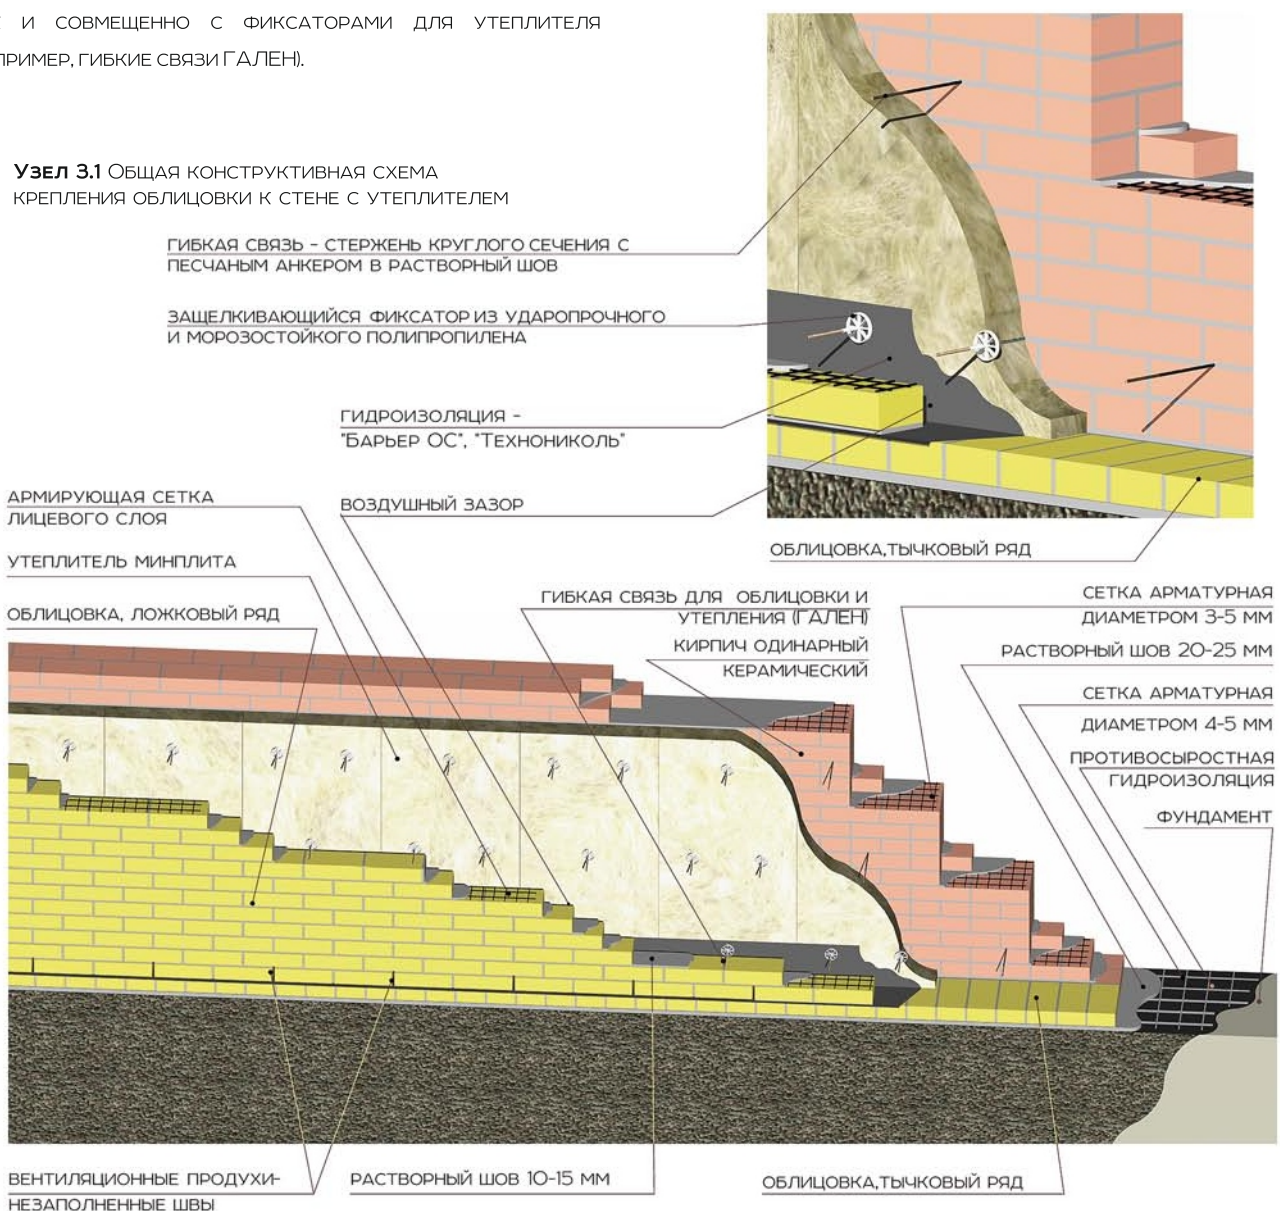 И СОВМЕЩЕННО С ФИКСАТОРАМИ ДЛЯ УТЕПЛИТЕЛЯ
ГИБКИЕ СВЯЗИ ГАЛЕН).
УЗЕЛ 3.1 ОБЩАЯ КОНСТРУКТИВНАЯ СХЕМА
КРЕПЛЕНИЯ ОБЛИЦОВКИ К СТЕНЕ С УТЕПЛИТЕЛЕМ
ГИБКАЯ СВЯЗЬ - СТЕРЖЕНЬ КРУГЛОГО СЕЧЕНИЯ С
ПЕСЧАНЫМ АНКЕРОМ В РАСТВОРНЫЙ ШОВ
ЗАЩЕЛКИВАЮЩИЙСЯ ФИКСАТОР ИЗ УДАРОПРОЧНОГО
И МОРОЗОСТОЙКОГО ПОЛИПРОПИЛЕНА
ГИДРОИЗОЛЯЦИЯ -
"БАРЬЕР ОС", "ТЕХНОНИКОЛЬ"
ВОЗДУШНЫЙ ЗАЗОР
АРМИРУЮЩАЯ СЕТКА
ЛИЦЕВОГО СЛОЯ
УТЕПЛИТЕЛЬ МИНПЛИТА
ОБЛИЦОВКА, ЛОЖКОВЫЙ РЯД
ОБЛИЦОВКА,ТЫЧКОВЫЙ РЯД
ГИБКАЯ СВЯЗЬ ДЛЯ ОБЛИЦОВКИ И
УТЕПЛЕНИЯ (ГАЛЕН)
КИРПИЧ ОДИНАРНЫЙ
КЕРАМИЧЕСКИЙ
СЕТКА АРМАТУРНАЯ
ДИАМЕТРОМ 3-5 ММ
РАСТВОРНЫЙ ШОВ 20-25 ММ
СЕТКА АРМАТУРНАЯ
ДИАМЕТРОМ 4-5 ММ
ПРОТИВОСЫРОСТНАЯ
ГИДРОИЗОЛЯЦИЯ
ФУНДАМЕНТ
ВЕНТИЛЯЦИОННЫЕ ПРОДУХИ-
НЕЗАПОЛНЕННЫЕ ШВЫ
РАСТВОРНЫЙ ШОВ 10-15 ММ
ОБЛИЦОВКА,ТЫЧКОВЫЙ РЯД